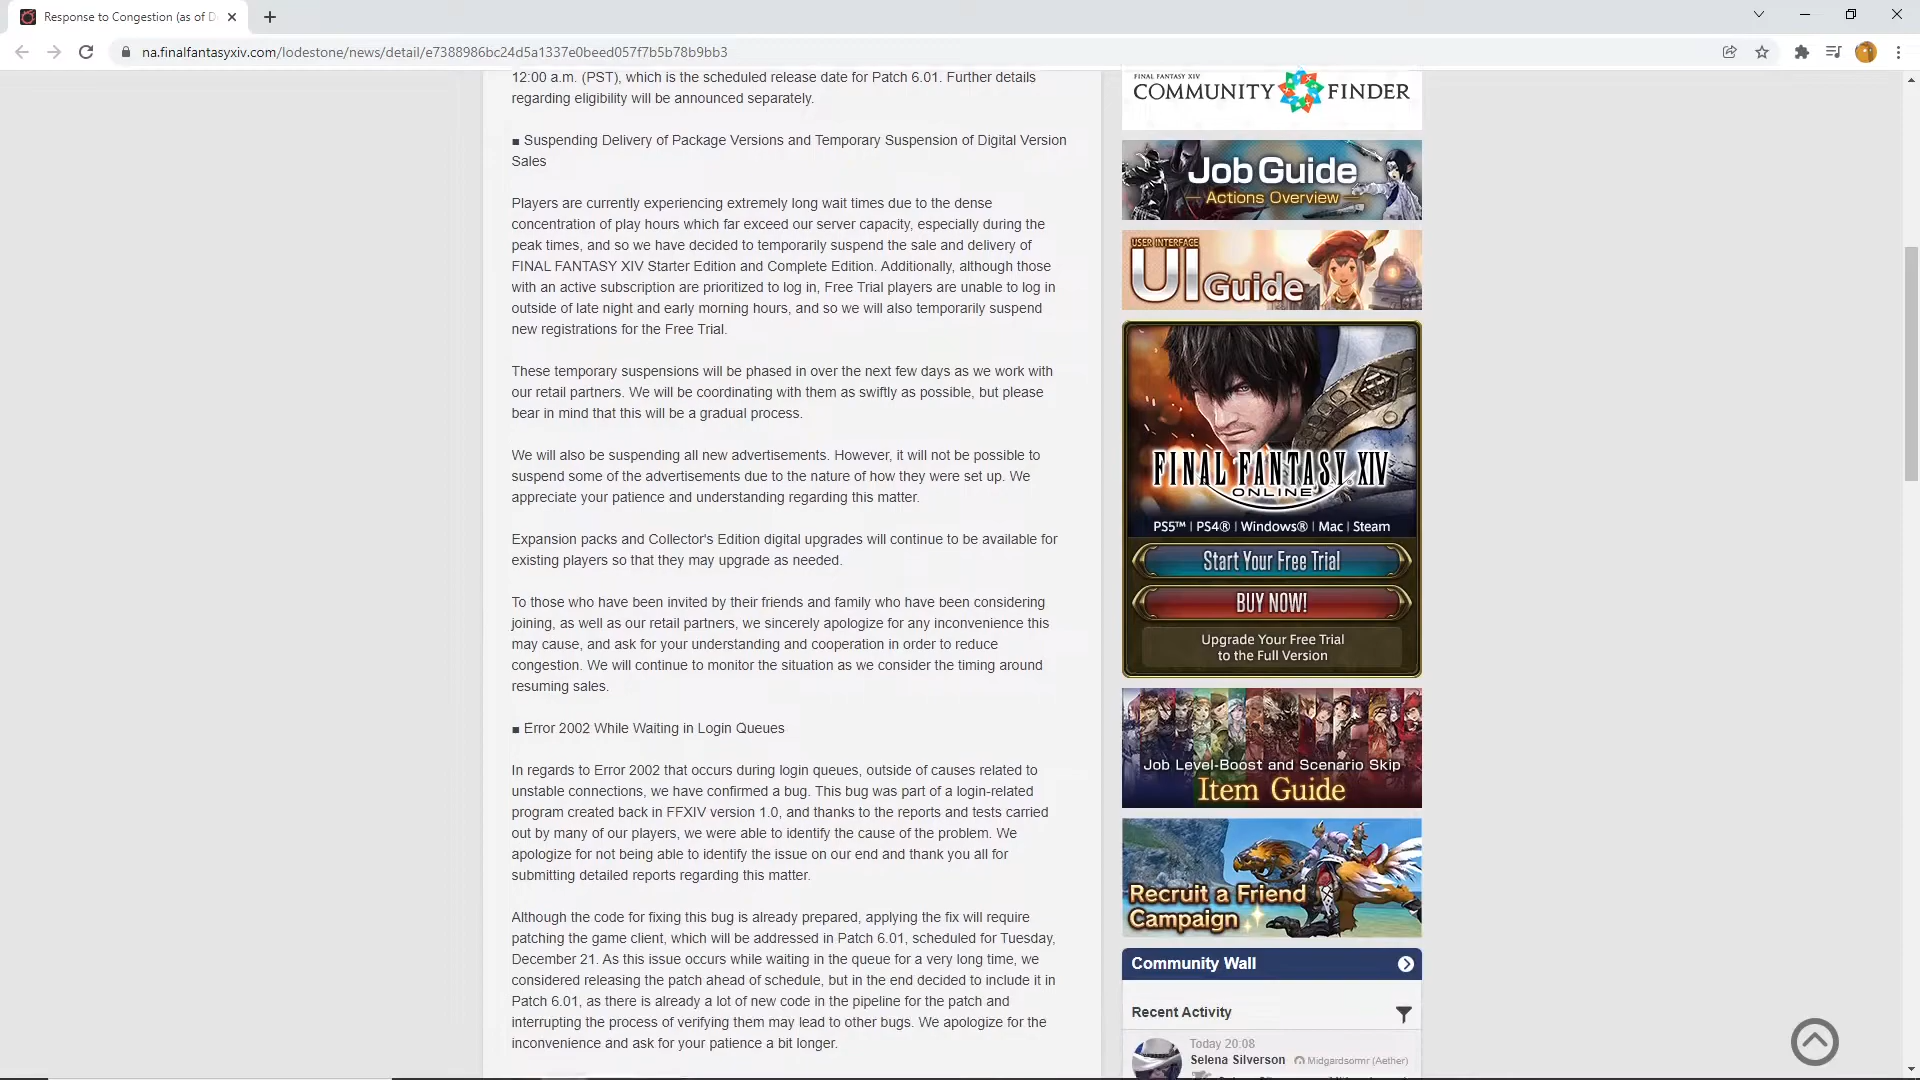 Response to Congestion (as of D
na.finalfantasyxiv.com/lodestone/news/detail/e7388986bc24d5a1337e0beed057f7b5b78b9bb3
12:00 a.m. (PST), which is the scheduled release date for Patch 6.01. Further details
regarding eligibility will be announced separately.
■ Suspending Delivery of Package Versions and Temporary Suspension of Digital Version
Sales
Players are currently experiencing extremely long wait times due to the dense
concentration of play hours which far exceed our server capacity, especially during the
peak times, and so we have decided to temporarily suspend the sale and delivery of
FINAL FANTASY XIV Starter Edition and Complete Edition. Additionally, although those
with an active subscription are prioritized to log in, Free Trial players are unable to log in
outside of late night and early morning hours, and so we will also temporarily suspend
new registrations for the Free Trial.
These temporary suspensions will be phased in over the next few days as we work with
our retail partners. We will be coordinating with them as swiftly as possible, but please
bear in mind that this will be a gradual process.
We will also be suspending all new advertisements. However, it will not be possible to
suspend some of the advertisements due to the nature of how they were set up. We
appreciate your patience and understanding regarding this matter.
Expansion packs and Collector's Edition digital upgrades will continue to be available for
existing players so that they may upgrade as needed.
To those who have been invited by their friends and family who have been considering
joining, as well as our retail partners, we sincerely apologize for any inconvenience this
may cause, and ask for your understanding and cooperation in order to reduce
congestion. We will continue to monitor the situation as we consider the timing around
resuming sales.
■ Error 2002 While Waiting in Login Queues
In regards to Error 2002 that occurs during login queues, outside of causes related to
unstable connections, we have confirmed a bug. This bug was part of a login-related
program created back in FFXIV version 1.0, and thanks to the reports and tests carried
out by many of our players, we were able to identify the cause of the problem. We
apologize for not being able to identify the issue on our end and thank you all for
submitting detailed reports regarding this matter.
Although the code for fixing this bug is already prepared, applying the fix will require
patching the game client, which will be addressed in Patch 6.01, scheduled for Tuesday,
December 21. As this issue occurs while waiting in the queue for a very long time, we
considered releasing the patch ahead of schedule, but in the end decided to include it in
Patch 6.01, as there is already a lot of new code in the pipeline for the patch and
interrupting the process of verifying them may lead to other bugs. We apologize for the
inconvenience and ask for your patience a bit longer.
FINAL FANTASY XIV
COMMUNITY FINDER
Job Guide
Actions Overview
USER INTERFACE
UI Guide
FINAL FANTASY XIV
ONLINE
PS5™ | PS4® | Windows® | Mac | Steam
Start Your Free Trial
BUY NOW!
Upgrade Your Free Trial
to the Full Version
Job Level-Boost and Scenario Skip
Item Guide
Recruit a Friend
Campaign
Community Wall
Recent Activity
Today 20:08
Selena Silverson Midgardsormr (Aether)